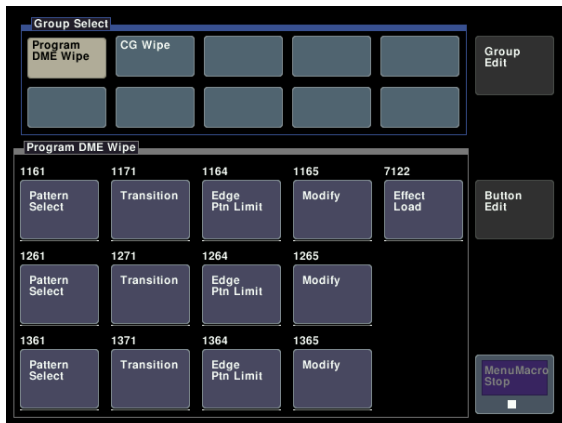 Group Select
Program
DME Wipe
CG Wipe
Group
Edit
Program DME Wipe
1161 1171 1164 1165 7122
Pattern
Select
Transition
Edge
Ptn Limit
Modify
Effect
Load
Button
Edit
1261 1271 1264 1265
Pattern
Select
Transition
Edge
Ptn Limit
Modify
1361 1371 1364 1365
Pattern
Select
Transition
Edge
Ptn Limit
Modify
MenuMacro
Stop